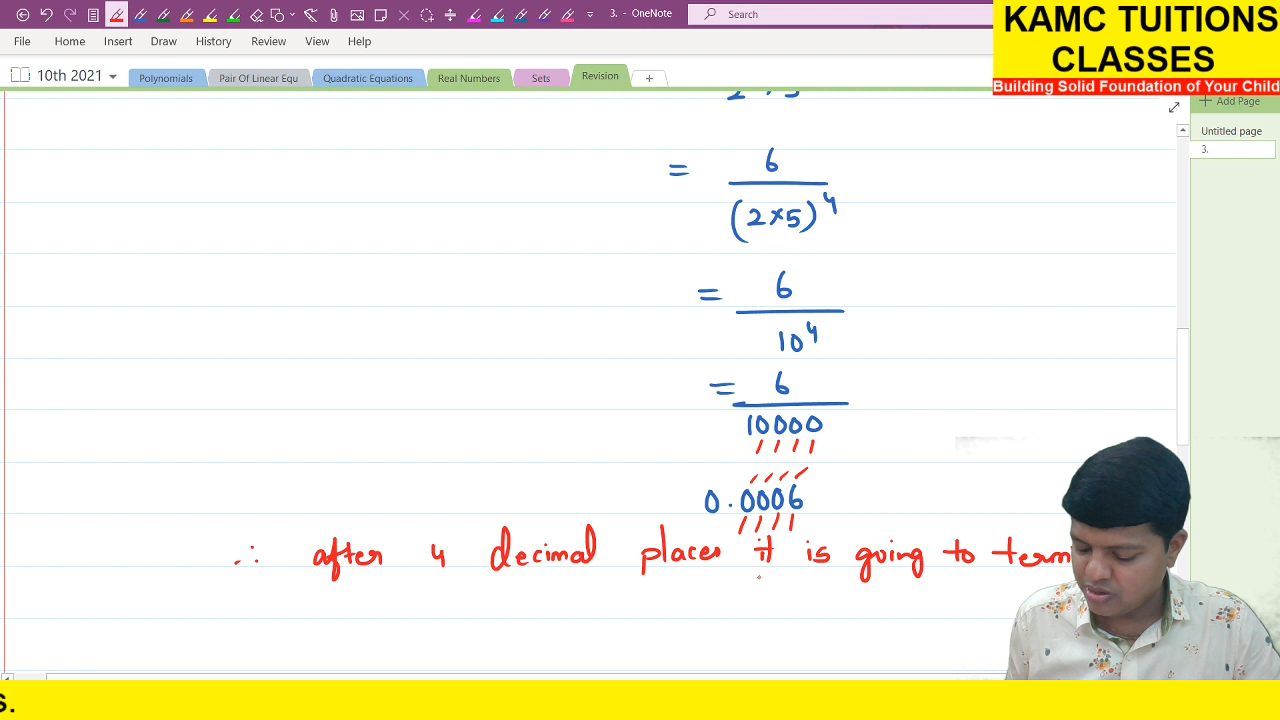 3. - OneNote
Search
KAMC TUITIONS
CLASSES
Building Solid Foundation of Your Child
File Home Insert Draw History Review View Help
10th 2021
Polynomials Pair Of Linear Equ Quadratic Equations Real Numbers Sets Revision +
+ Add Page
Untitled page
3.
= 6
(2×5)^4
= 6
10^4
= 6
10000
0.0006
∴ after 4 decimal places it is going to term
S.